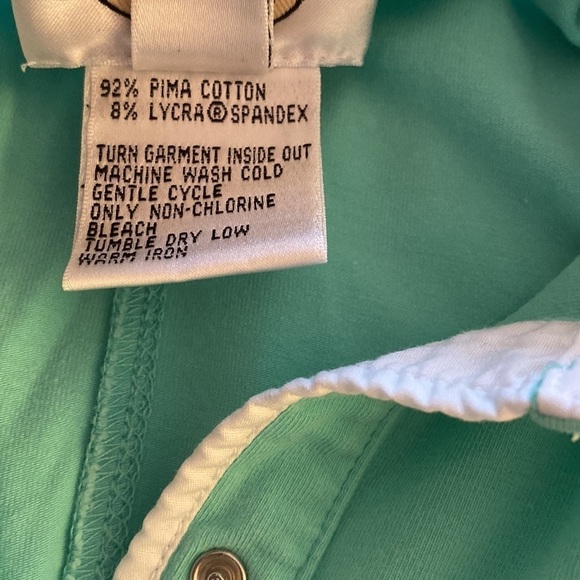 92% PIMA COTTON
8% LYCRA®SPANDEX
TURN GARMENT INSIDE OUT
MACHINE WASH COLD
GENTLE CYCLE
ONLY NON-CHLORINE
BLEACH
TUMBLE DRY LOW
WARM IRON